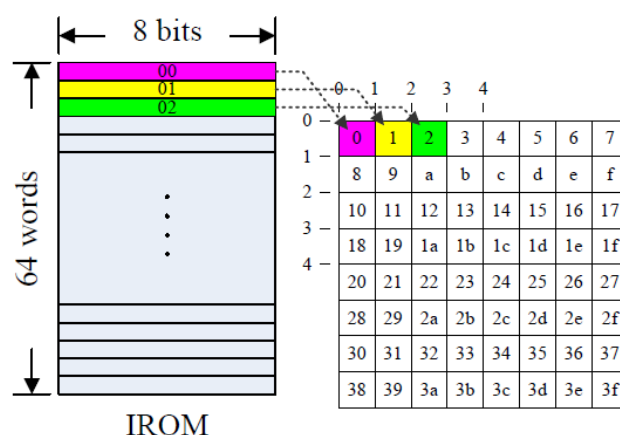 8 bits
00
01
02
64 words
IROM
0 1 2 3 4
0
1
2
3
4
0 1 2 3 4 5 6 7
8 9 a b c d e f
10 11 12 13 14 15 16 17
18 19 1a 1b 1c 1d 1e 1f
20 21 22 23 24 25 26 27
28 29 2a 2b 2c 2d 2e 2f
30 31 32 33 34 35 36 37
38 39 3a 3b 3c 3d 3e 3f